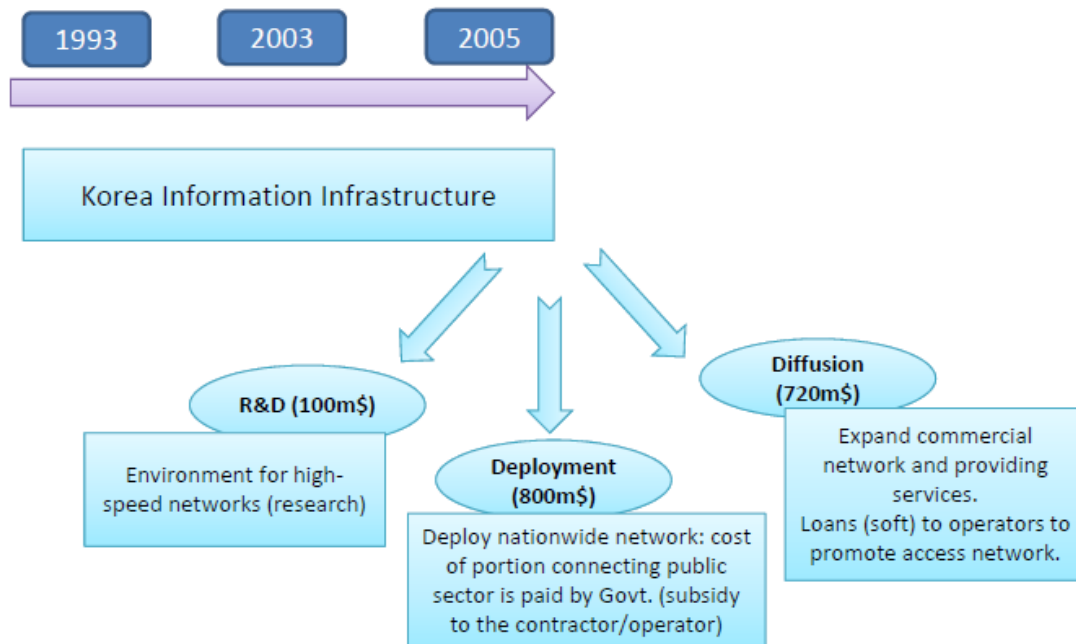 1993
2003
2005
Korea Information Infrastructure
R&D (100m$)
Environment for high-
speed networks (research)
Deployment
(800m$)
Deploy nationwide network: cost
of portion connecting public
sector is paid by Govt. (subsidy
to the contractor/operator)
Diffusion
(720m$)
Expand commercial
network and providing
services.
Loans (soft) to operators to
promote access network.